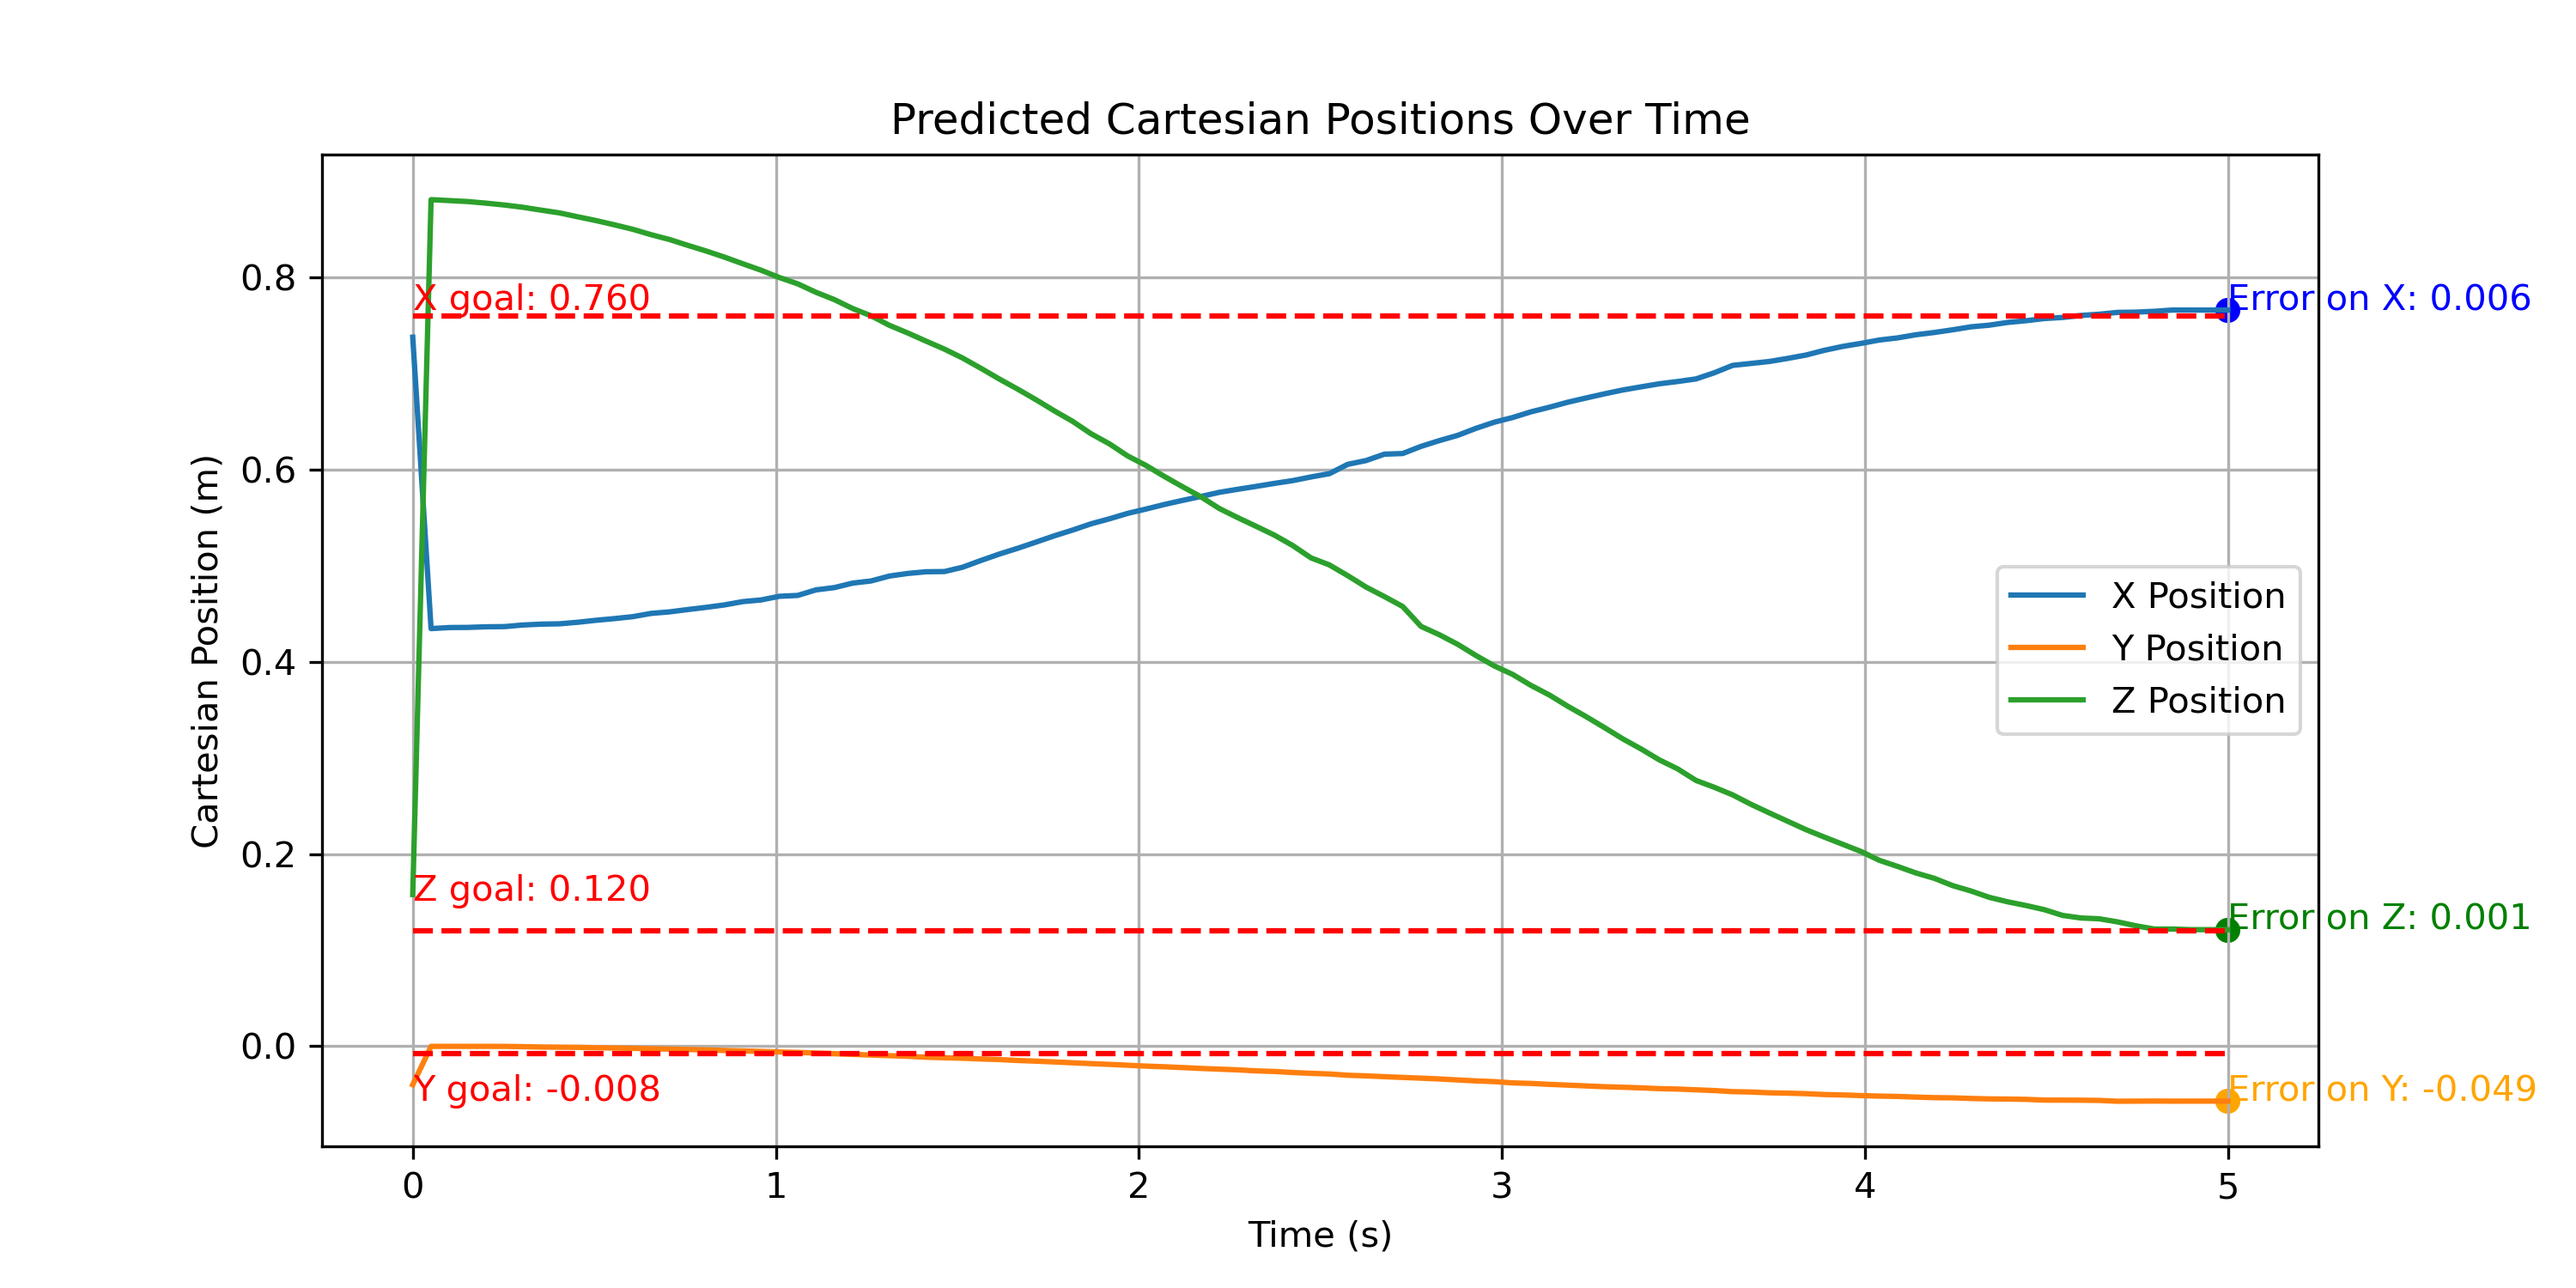 Predicted Cartesian Positions Over Time
Cartesian Position (m)
0.8
0.6
0.4
0.2
0.0
X goal: 0.760
Error on X: 0.006
X Position
Y Position
Z Position
Z goal: 0.120
Error on Z: 0.001
Y goal: -0.008
Error on Y: -0.049
0 1 2 3 4 5
Time (s)